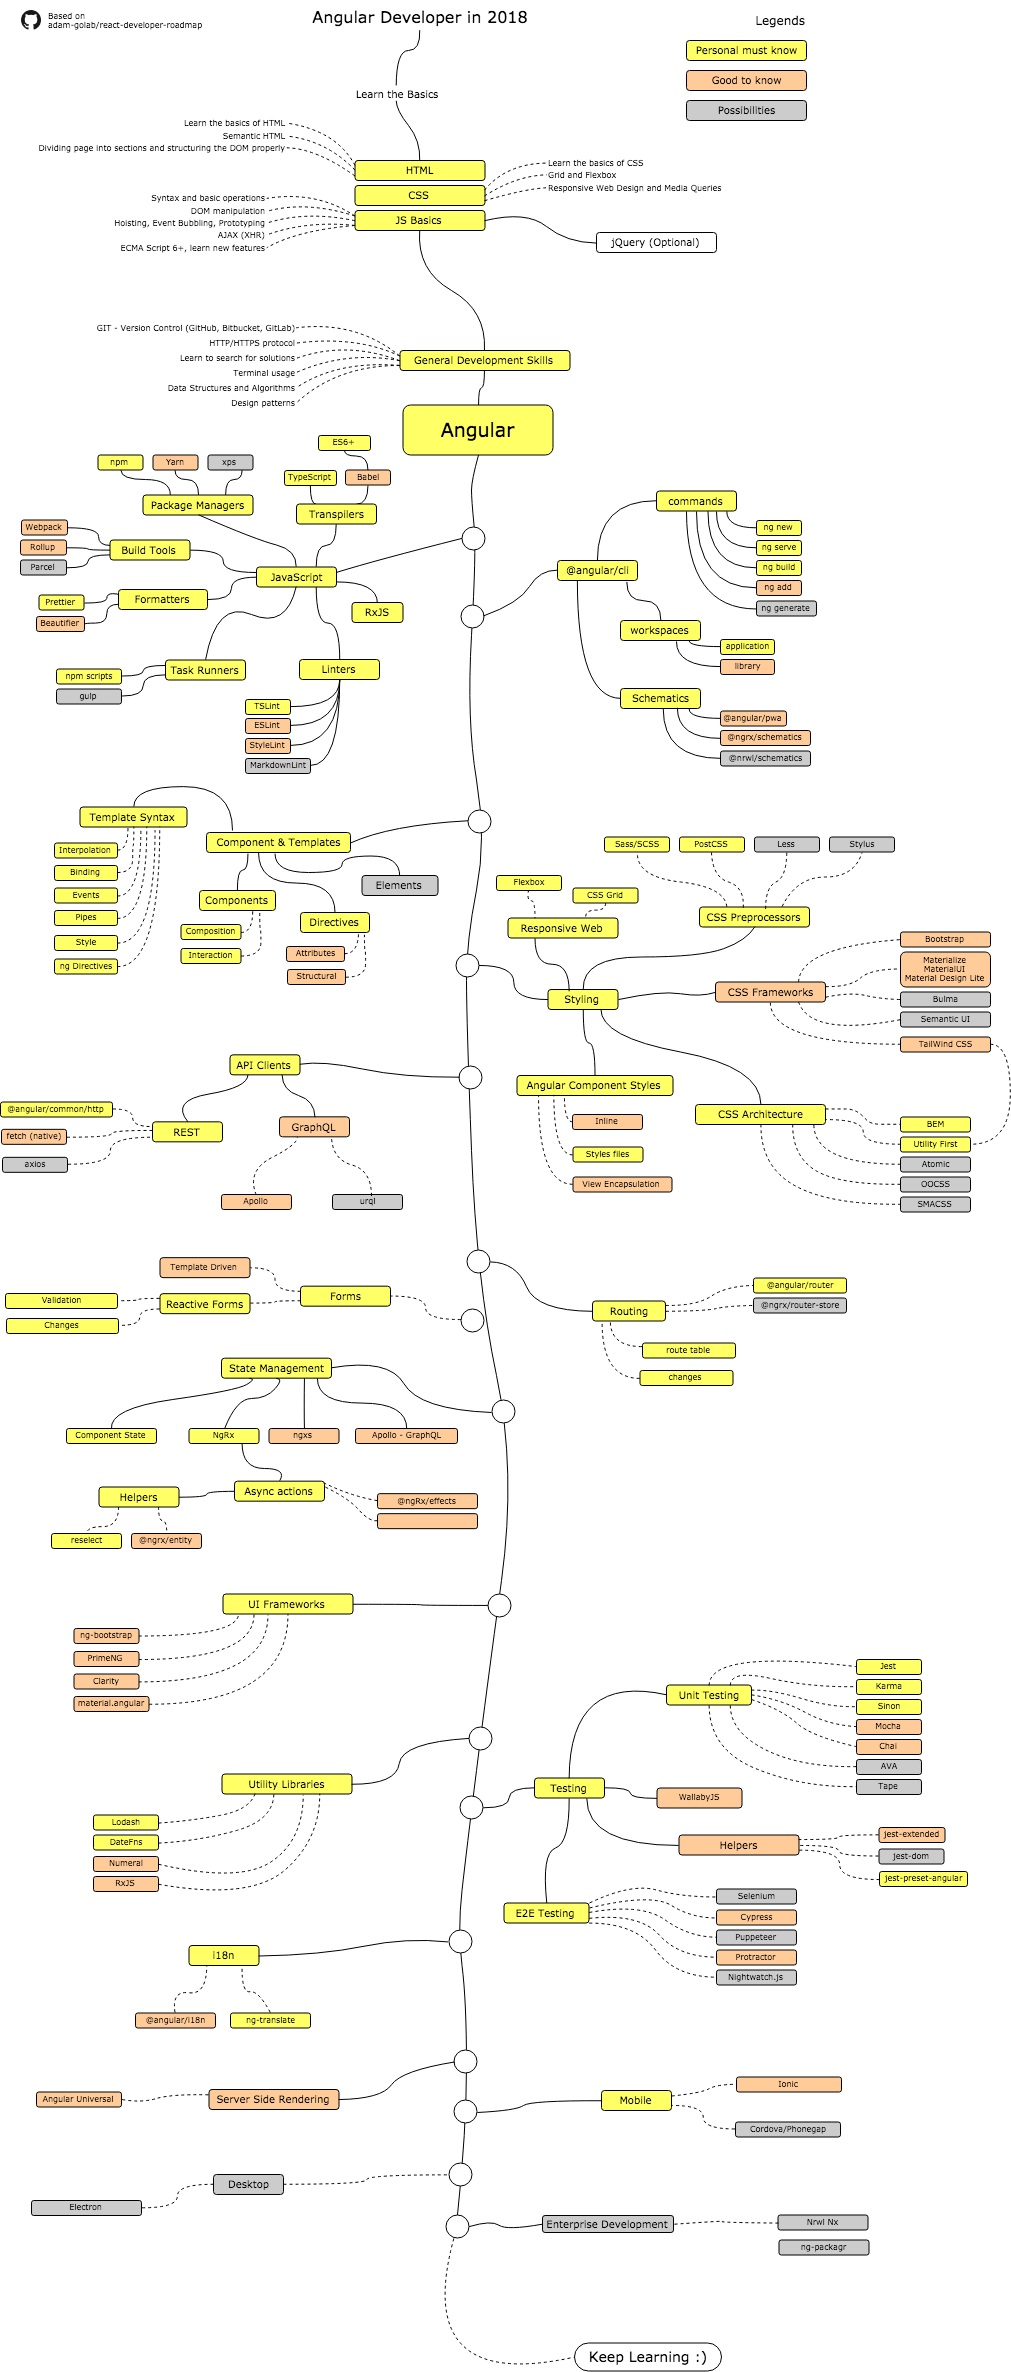 Based on
adam-golab/react-developer-roadmap
Angular Developer in 2018
Legends
Personal must know
Good to know
Possibilities
Learn the Basics
Learn the basics of HTML
Semantic HTML
Dividing page into sections and structuring the DOM properly
HTML
CSS
JS Basics
Learn the basics of CSS
Grid and Flexbox
Responsive Web Design and Media Queries
Syntax and basic operations
DOM manipulation
Hoisting, Event Bubbling, Prototyping
AJAX (XHR)
ECMA Script 6+, learn new features
jQuery (Optional)
GIT - Version Control (GitHub, Bitbucket, GitLab)
HTTP/HTTPS protocol
Learn to search for solutions
Terminal usage
Data Structures and Algorithms
Design patterns
General Development Skills
Angular
ES6+
npm
Yarn
xps
TypeScript
Babel
Package Managers
Transpilers
Webpack
Rollup
Parcel
Build Tools
JavaScript
Prettier
Beautifier
Formatters
RxJS
npm scripts
gulp
Task Runners
Linters
TSLint
ESLint
StyleLint
MarkdownLint
commands
ng new
ng serve
ng build
ng add
ng generate
@angular/cli
workspaces
application
library
Schematics
@angular/pwa
@ngrx/schematics
@nrwl/schematics
Template Syntax
Component & Templates
Interpolation
Binding
Events
Pipes
Style
ng Directives
Elements
Components
Directives
Composition
Interaction
Attributes
Structural
Sass/SCSS
PostCSS
Less
Stylus
Flexbox
CSS Grid
Responsive Web
CSS Preprocessors
Styling
CSS Frameworks
Bootstrap
Materialize
MaterialUI
Material Design Lite
Bulma
Semantic UI
TailWind CSS
Angular Component Styles
Inline
Styles files
View Encapsulation
CSS Architecture
BEM
Utility First
Atomic
OOCSS
SMACSS
API Clients
@angular/common/http
fetch (native)
axios
REST
GraphQL
Apollo
urql
Template Driven
Validation
Changes
Reactive Forms
Forms
Routing
@angular/router
@ngrx/router-store
route table
changes
State Management
Component State
NgRx
ngxs
Apollo - GraphQL
Helpers
Async actions
@ngRx/effects
reselect
@ngrx/entity
UI Frameworks
ng-bootstrap
PrimeNG
Clarity
material.angular
Unit Testing
Jest
Karma
Sinon
Mocha
Chai
AVA
Tape
Utility Libraries
Lodash
DateFns
Numeral
RxJS
Testing
WallabyJS
Helpers
jest-extended
jest-dom
jest-preset-angular
E2E Testing
Selenium
Cypress
Puppeteer
Protractor
Nightwatch.js
i18n
@angular/i18n
ng-translate
Angular Universal
Server Side Rendering
Mobile
Ionic
Cordova/Phonegap
Desktop
Electron
Enterprise Development
Nrwl Nx
ng-packagr
Keep Learning :)